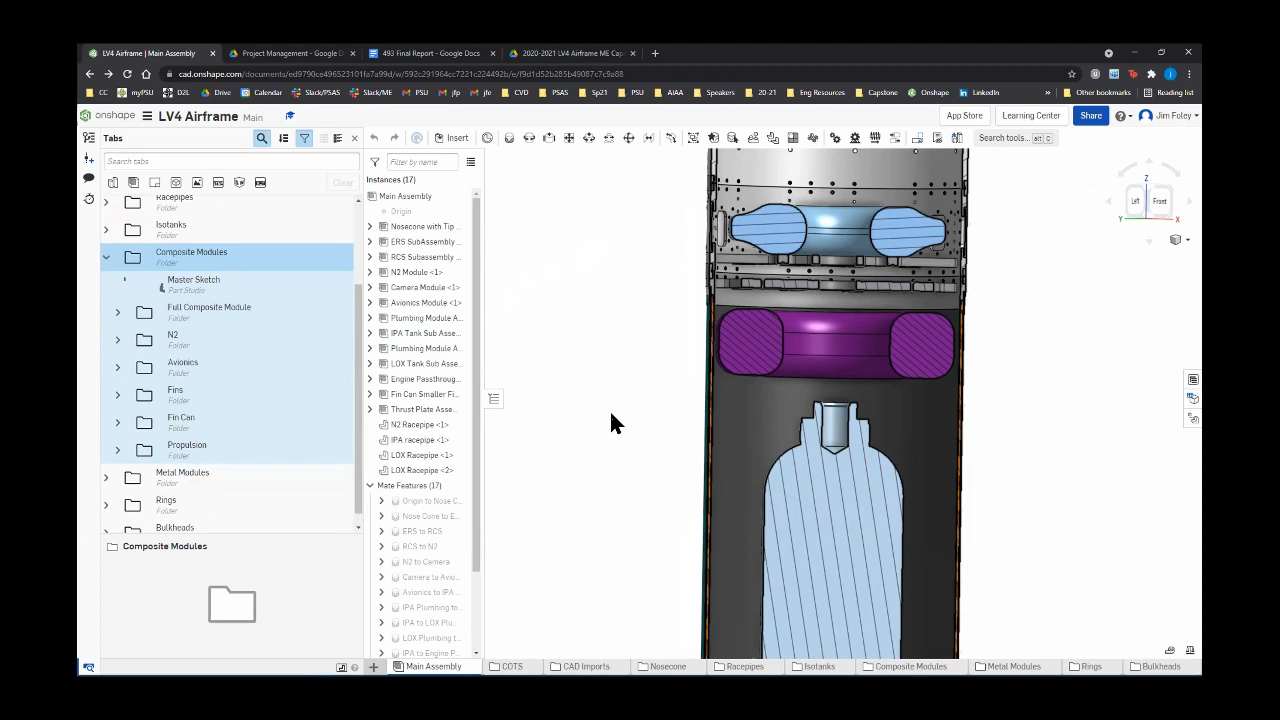 LV4 Airframe | Main Assembly
Project Management - Google D
493 Final Report - Google Docs
2020-2021 LV4 Airframe ME Cap
cad.onshape.com/documents/ed9790ce496523101fa7a99d/w/592c291964cc7221c224492b/e/f9d1d52b285b49087c7c9a88
CC myPSU D2L Drive Calendar Slack/PSAS Slack/ME PSU jfp jfe CVD PSAS Sp21 PSU AIAA Speakers 20-21 Eng Resources Capstone Onshape LinkedIn » Other bookmarks Reading list
onshape LV4 Airframe Main App Store Learning Center Share Jim Foley
Tabs
Insert
Search tools... alt C
Search tabs
Filter by name
Clear
Racepipes
Folder
Isotanks
Folder
Composite Modules
Folder
Master Sketch
Part Studio
Full Composite Module
Folder
N2
Folder
Avionics
Folder
Fins
Folder
Fin Can
Folder
Propulsion
Folder
Metal Modules
Folder
Rings
Folder
Bulkheads
Composite Modules
Instances (17)
Main Assembly
Origin
Nosecone with Tip ...
ERS SubAssembly ...
RCS Subassembly ...
N2 Module <1>
Camera Module <1>
Avionics Module <1>
Plumbing Module A...
IPA Tank Sub Asse...
Plumbing Module A...
LOX Tank Sub Asse...
Engine Passthroug...
Fin Can Smaller Fi...
Thrust Plate Asse...
N2 Racepipe <1>
IPA racepipe <1>
LOX Racepipe <1>
LOX Racepipe <2>
Mate Features (17)
Origin to Nose C...
Nose Cone to E...
ERS to RCS
RCS to N2
N2 to Camera
Camera to Avio...
Avionics to IPA ...
IPA Plumbing to...
IPA to LOX Plu...
LOX Plumbing t...
IPA to Engine P...
Z
Left Front
Y X
Main Assembly COTS CAD Imports Nosecone Racepipes Isotanks Composite Modules Metal Modules Rings Bulkheads